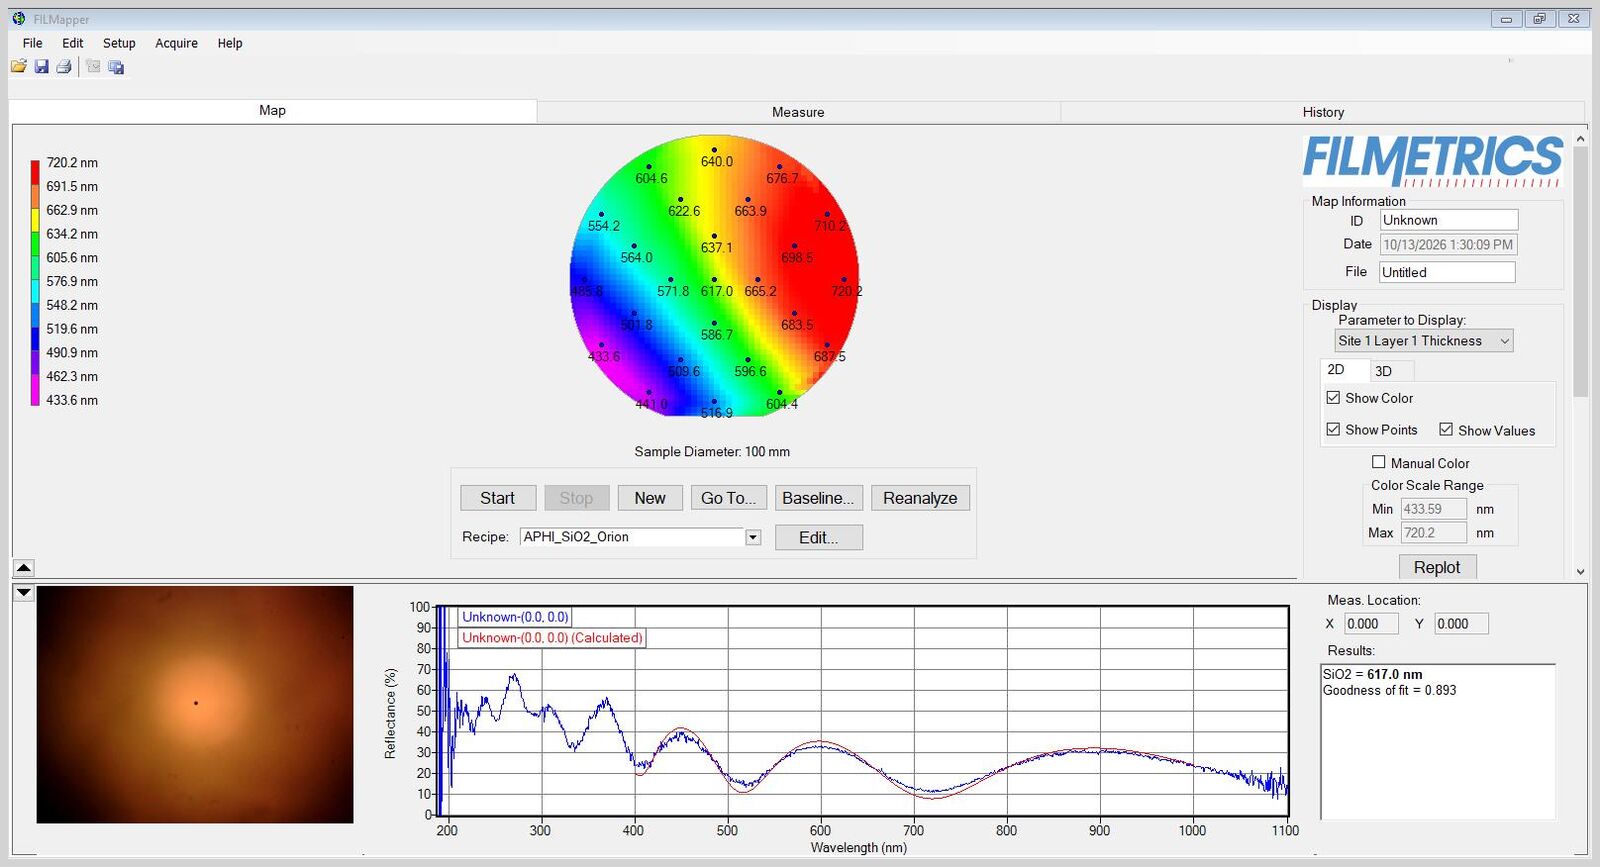 FILMapper
File Edit Setup Acquire Help
Map Measure History
720.2 nm
691.5 nm
662.9 nm
634.2 nm
605.6 nm
576.9 nm
548.2 nm
519.6 nm
490.9 nm
462.3 nm
433.6 nm
640.0
604.6 676.7
622.6 663.9
554.2 710.2
637.1
564.0 698.5
485.8 571.8 617.0 665.2 720.2
501.8 683.5
586.7
433.6 687.5
509.6 596.6
441.0 604.4
516.9
Sample Diameter: 100 mm
Start Stop New Go To... Baseline... Reanalyze
Recipe: APHI_SiO2_Orion Edit...
FILMETRICS
Map Information
ID Unknown
Date 10/13/2026 1:30:09 PM
File Untitled
Display
Parameter to Display:
Site 1 Layer 1 Thickness
2D 3D
Show Color
Show Points Show Values
Manual Color
Color Scale Range
Min 433.59 nm
Max 720.2 nm
Replot
Reflectance (%)
100
90
80
70
60
50
40
30
20
10
0
Unknown-(0.0, 0.0)
Unknown-(0.0, 0.0) (Calculated)
200 300 400 500 600 700 800 900 1000 1100
Wavelength (nm)
Meas. Location:
X 0.000 Y 0.000
Results:
SiO2 = 617.0 nm
Goodness of fit = 0.893